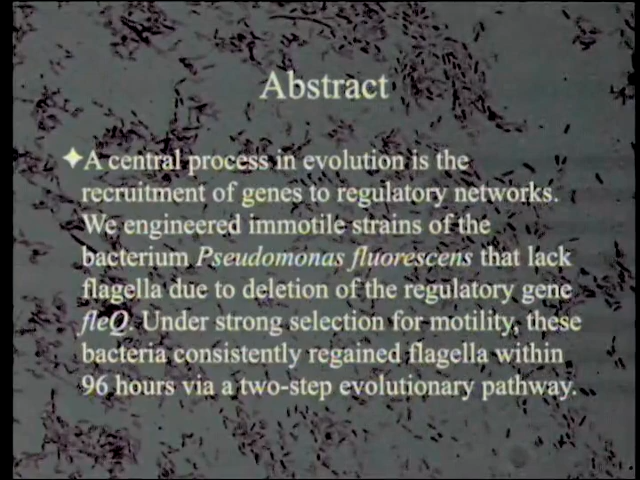 Abstract
A central process in evolution is the
recruitment of genes to regulatory networks.
We engineered immotile strains of the
bacterium Pseudomonas fluorescens that lack
flagella due to deletion of the regulatory gene
fleQ. Under strong selection for motility, these
bacteria consistently regained flagella within
96 hours via a two-step evolutionary pathway.